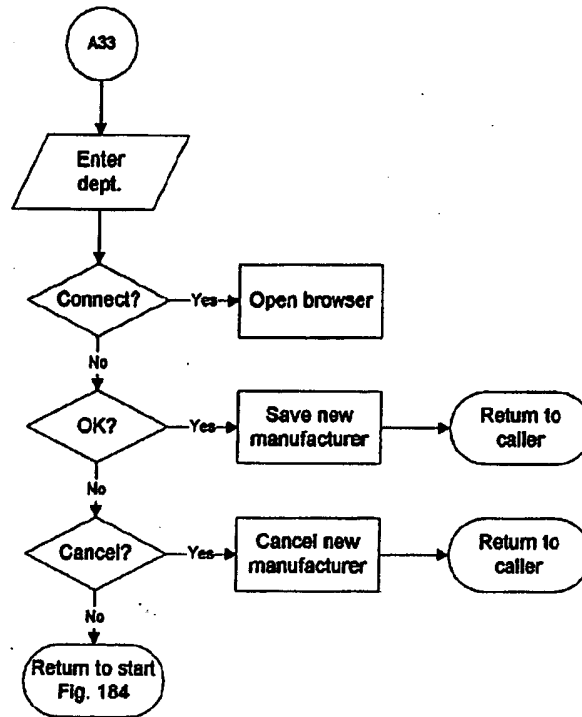 A33
Enter
dept.
Connect?
Yes
Open browser
No
OK?
Yes
Save new
manufacturer
Return to
caller
No
Cancel?
Yes
Cancel new
manufacturer
Return to
caller
No
Return to start
Fig. 184